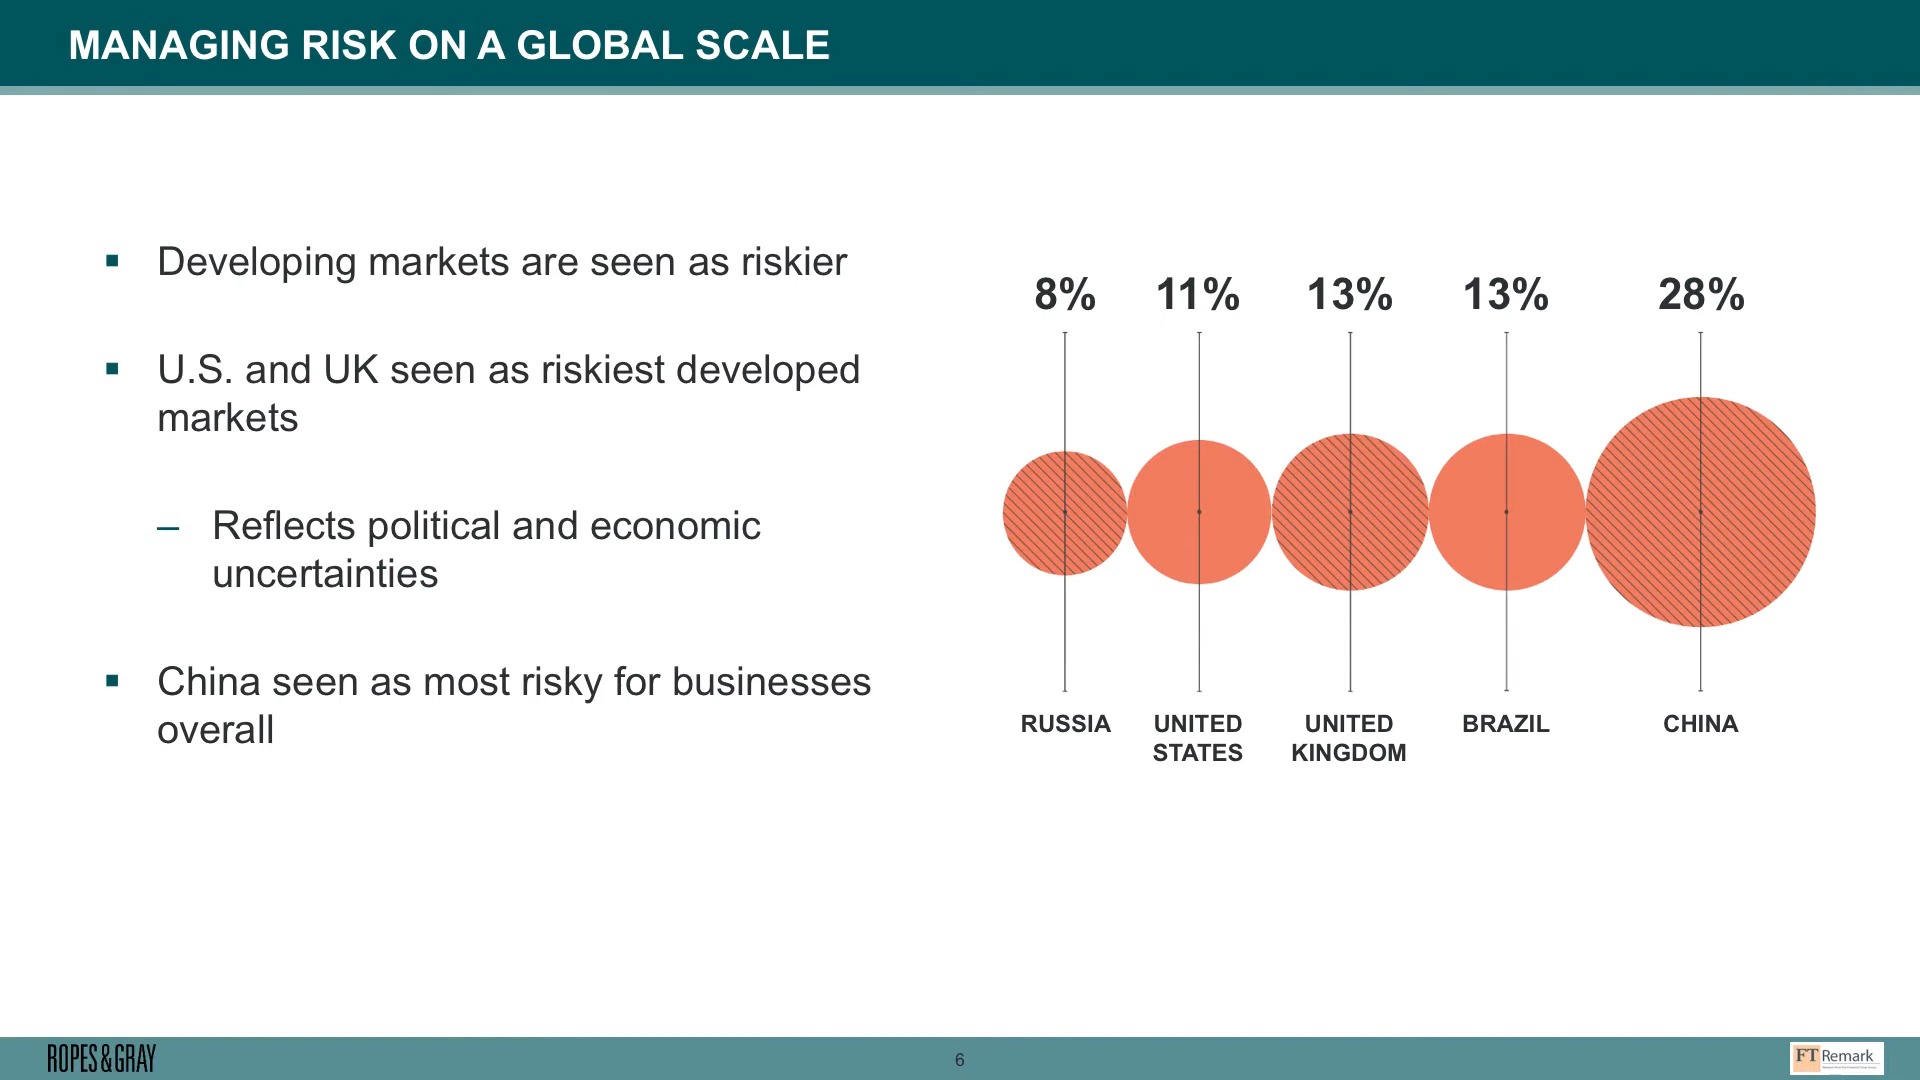 MANAGING RISK ON A GLOBAL SCALE
Developing markets are seen as riskier
U.S. and UK seen as riskiest developed
markets
– Reflects political and economic
uncertainties
China seen as most risky for businesses
overall
8% 11% 13% 13% 28%
RUSSIA UNITED STATES UNITED KINGDOM BRAZIL CHINA
ROPES&GRAY
6
FT Remark